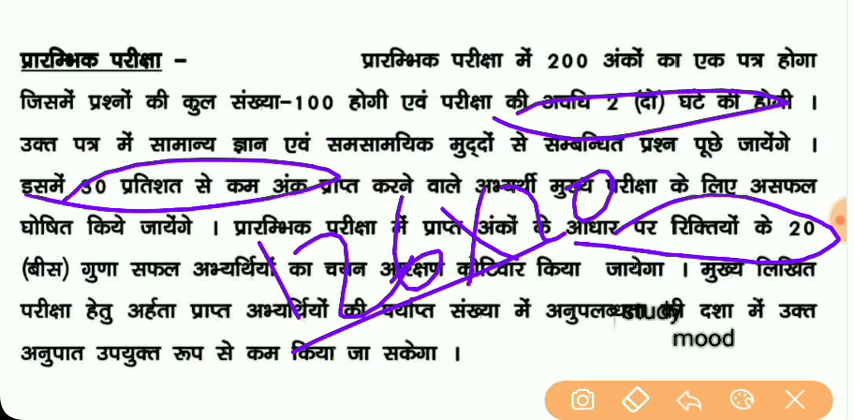 प्रारम्भिक परीक्षा – प्रारम्भिक परीक्षा में 200 अंकों का एक पत्र होगा
जिसमें प्रश्नों की कुल संख्या-100 होगी एवं परीक्षा की अवधि 2 (दो) घंटे की होगी ।
उक्त पत्र में सामान्य ज्ञान एवं समसामयिक मुद्दों से सम्बन्धित प्रश्न पूछे जायेंगे ।
इसमें 30 प्रतिशत से कम अंक प्राप्त करने वाले अभ्यर्थी मुख्य परीक्षा के लिए असफल
घोषित किये जायेंगे । प्रारम्भिक परीक्षा में प्राप्त अंकों के आधार पर रिक्तियों के 20
(बीस) गुणा सफल अभ्यर्थियों का चयन आरक्षण कोटिवार किया जायेगा । मुख्य लिखित
परीक्षा हेतु अर्हता प्राप्त अभ्यर्थियों की पर्याप्त संख्या में अनुपलब्धता की दशा में उक्त
अनुपात उपयुक्त रूप से कम किया जा सकेगा ।
study
mood